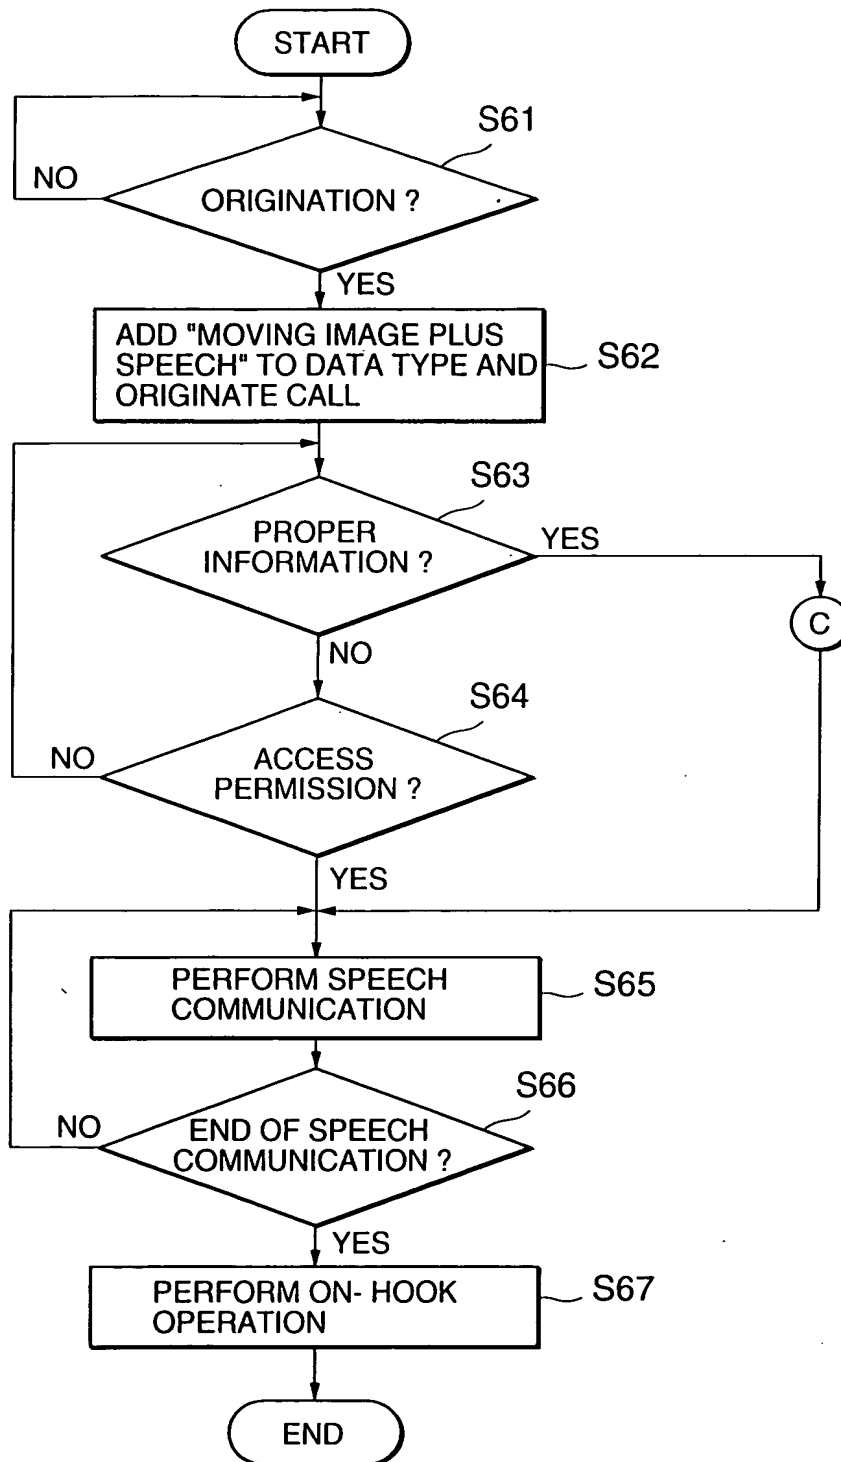 START
S61
NO
ORIGINATION ?
YES
ADD "MOVING IMAGE PLUS
SPEECH" TO DATA TYPE AND
ORIGINATE CALL
S62
S63
PROPER
INFORMATION ?
YES
C
NO
S64
NO
ACCESS
PERMISSION ?
YES
PERFORM SPEECH
COMMUNICATION
S65
S66
NO
END OF SPEECH
COMMUNICATION ?
YES
PERFORM ON- HOOK
OPERATION
S67
END